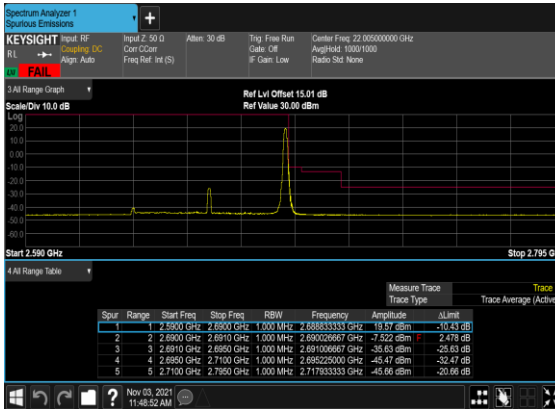 Spectrum Analyzer 1
Spurious Emissions
KEYSIGHT
RL
Input: RF
Coupling: DC
Align: Auto
Input Z: 50 Ω
Corr CCorr
Freq Ref: Int (S)
Atten: 30 dB
Trig: Free Run
Gate: Off
IF Gain: Low
Center Freq: 22.005000000 GHz
Avg|Hold: 1000/1000
Radio Std: None
FAIL
3 All Range Graph
Scale/Div 10.0 dB
Ref Lvl Offset 15.01 dB
Ref Value 30.00 dBm
Log
20.0
10.0
0.00
-10.0
-20.0
-30.0
-40.0
-50.0
-60.0
Start 2.590 GHz
Stop 2.795 G
4 All Range Table
Measure Trace Trace
Trace Type Trace Average (Active
Spur Range Start Freq Stop Freq RBW Frequency Amplitude ΔLimit
1 1 2.5900 GHz 2.6900 GHz 1.000 MHz 2.688833333 GHz 19.57 dBm -10.43 dB
2 2 2.6900 GHz 2.6910 GHz 1.000 MHz 2.690026667 GHz -7.522 dBm F 2.478 dB
3 3 2.6910 GHz 2.6950 GHz 1.000 MHz 2.691006667 GHz -35.63 dBm -25.63 dB
4 4 2.6950 GHz 2.7100 GHz 1.000 MHz 2.695225000 GHz -45.47 dBm -32.47 dB
5 5 2.7100 GHz 2.7950 GHz 1.000 MHz 2.717933333 GHz -45.66 dBm -20.66 dB
Nov 03, 2021
11:48:52 AM